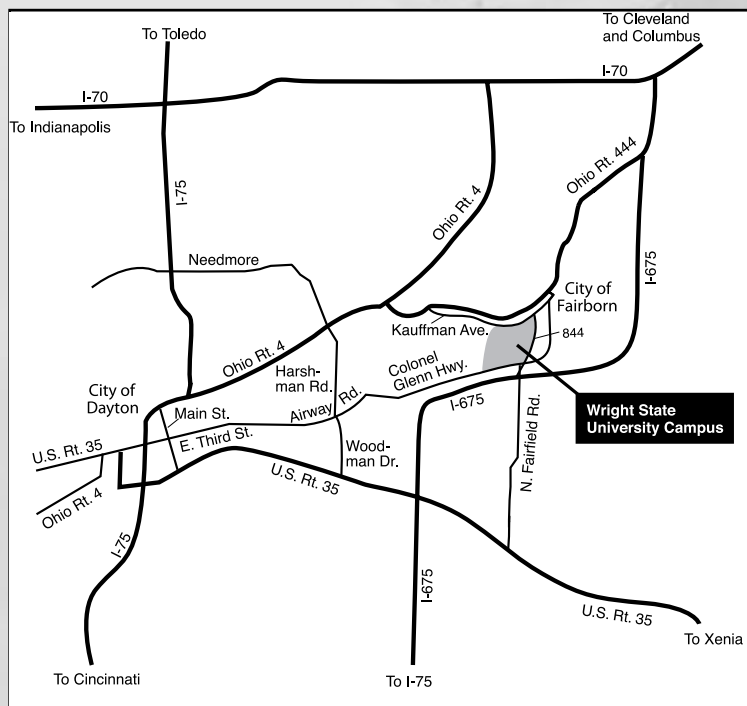 To Toledo
To Cleveland
and Columbus
I-70
I-70
To Indianapolis
Ohio Rt. 444
I-75
Ohio Rt. 4
I-675
Needmore
City of
Fairborn
Kauffman Ave.
844
Ohio Rt. 4
Harsh-
man Rd.
Colonel
Glenn Hwy.
City of
Dayton
I-675
Main St.
Airway Rd.
Wright State
University Campus
E. Third St.
U.S. Rt. 35
Wood-
man Dr.
N. Fairfield Rd.
U.S. Rt. 35
Ohio Rt. 4
I-75
I-675
U.S. Rt. 35
To Xenia
To Cincinnati
To I-75